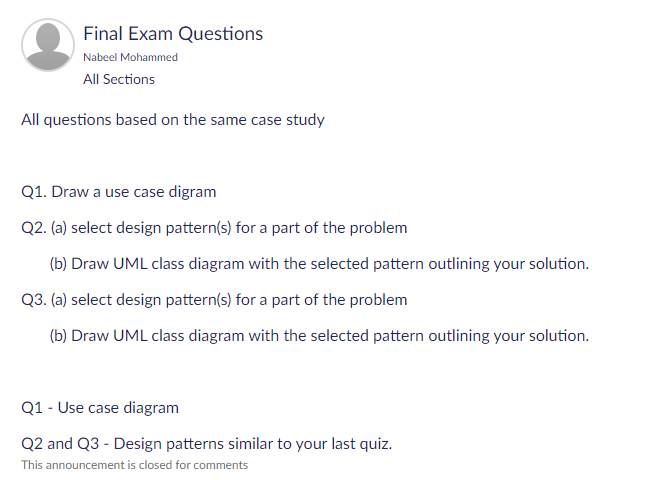 Final Exam Questions
Nabeel Mohammed
All Sections
All questions based on the same case study
Q1. Draw a use case digram
Q2. (a) select design pattern(s) for a part of the problem
(b) Draw UML class diagram with the selected pattern outlining your solution.
Q3. (a) select design pattern(s) for a part of the problem
(b) Draw UML class diagram with the selected pattern outlining your solution.
Q1 - Use case diagram
Q2 and Q3 - Design patterns similar to your last quiz.
This announcement is closed for comments